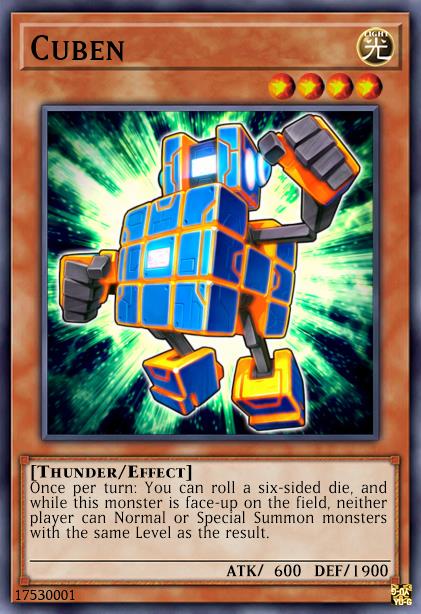 CUBEN
LIGHT
光
[THUNDER/EFFECT]
Once per turn: You can roll a six-sided die, and
while this monster is face-up on the field, neither
player can Normal or Special Summon monsters
with the same Level as the result.
ATK/ 600 DEF/1900
17530001